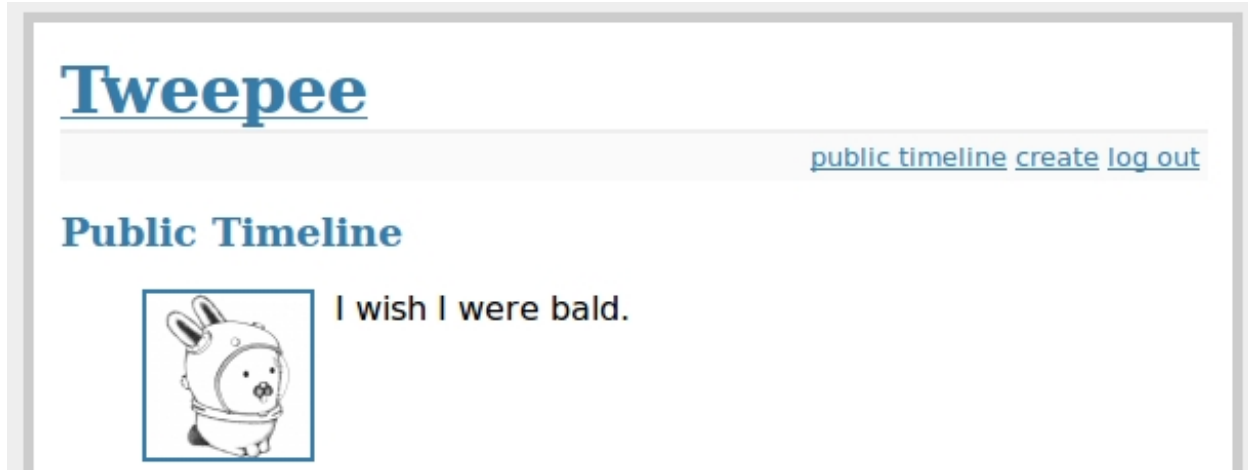 Tweepee
public timeline create log out
Public Timeline
I wish I were bald.